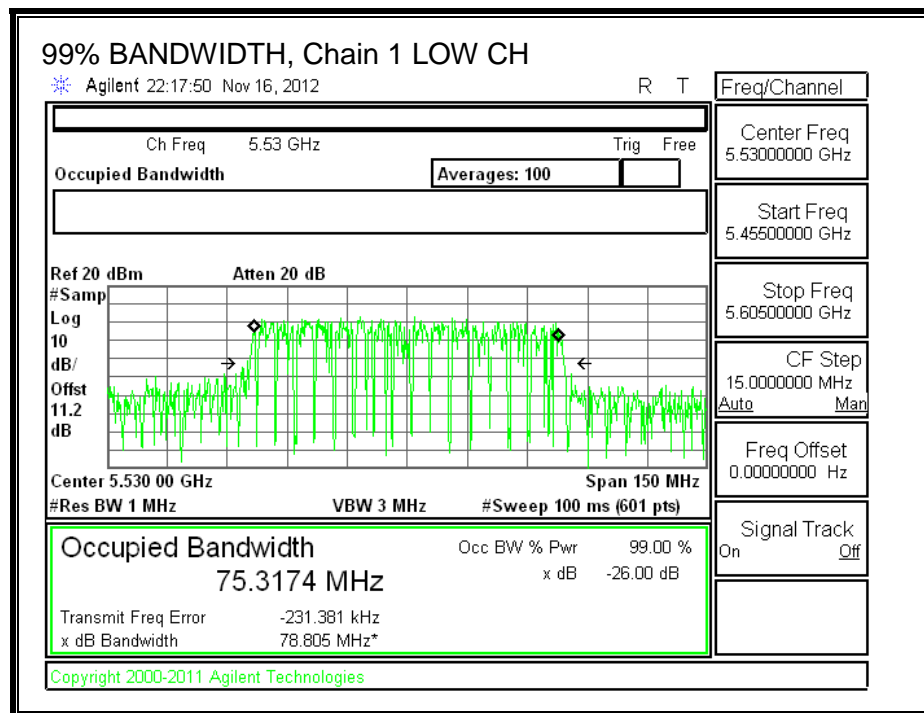 99% BANDWIDTH, Chain 1 LOW CH
Agilent 22:17:50 Nov 16, 2012 R T
Ch Freq 5.53 GHz Trig Free
Occupied Bandwidth Averages: 100
Ref 20 dBm Atten 20 dB
#Samp
Log
10
dB/
Offst
11.2
dB
Center 5.530 00 GHz Span 150 MHz
#Res BW 1 MHz VBW 3 MHz #Sweep 100 ms (601 pts)
Occupied Bandwidth Occ BW % Pwr 99.00 %
75.3174 MHz x dB -26.00 dB
Transmit Freq Error -231.381 kHz
x dB Bandwidth 78.805 MHz*
Copyright 2000-2011 Agilent Technologies
Freq/Channel
Center Freq
5.53000000 GHz
Start Freq
5.45500000 GHz
Stop Freq
5.60500000 GHz
CF Step
15.0000000 MHz
Auto Man
Freq Offset
0.00000000 Hz
Signal Track
On Off